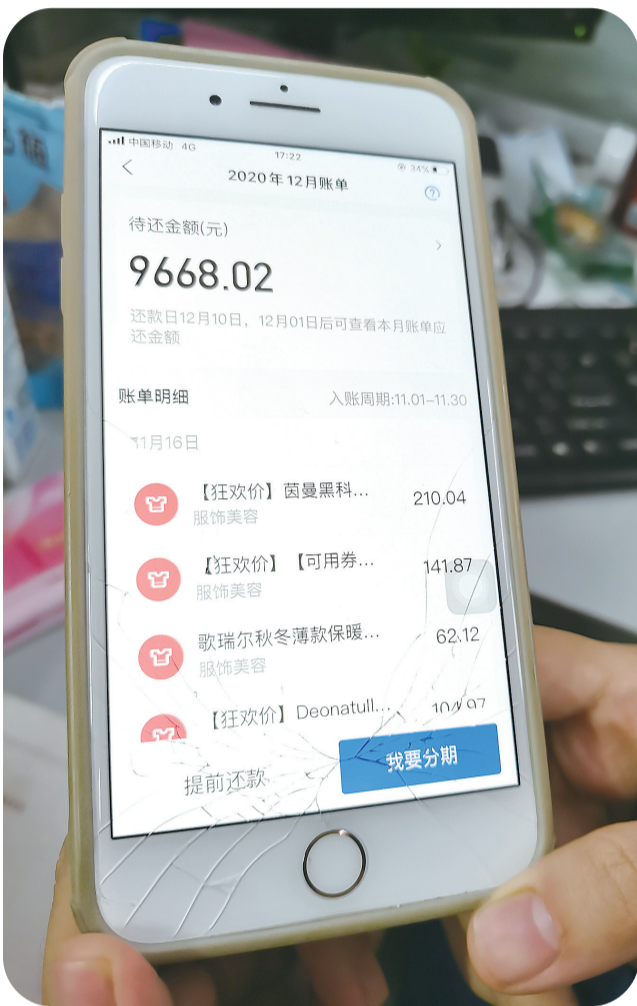 中国移动 4G
17:22
34%
2020年12月账单
待还金额(元)
9668.02
还款日12月10日，12月01日后可查看本月账单应
还金额
账单明细
入账周期:11.01-11.30
11月16日
【狂欢价】茵曼黑科... 210.04
服饰美容
【狂欢价】【可用券... 141.87
服饰美容
歌瑞尔秋冬薄款保暖... 62.12
服饰美容
【狂欢价】Deonatull... 104.97
提前还款
我要分期